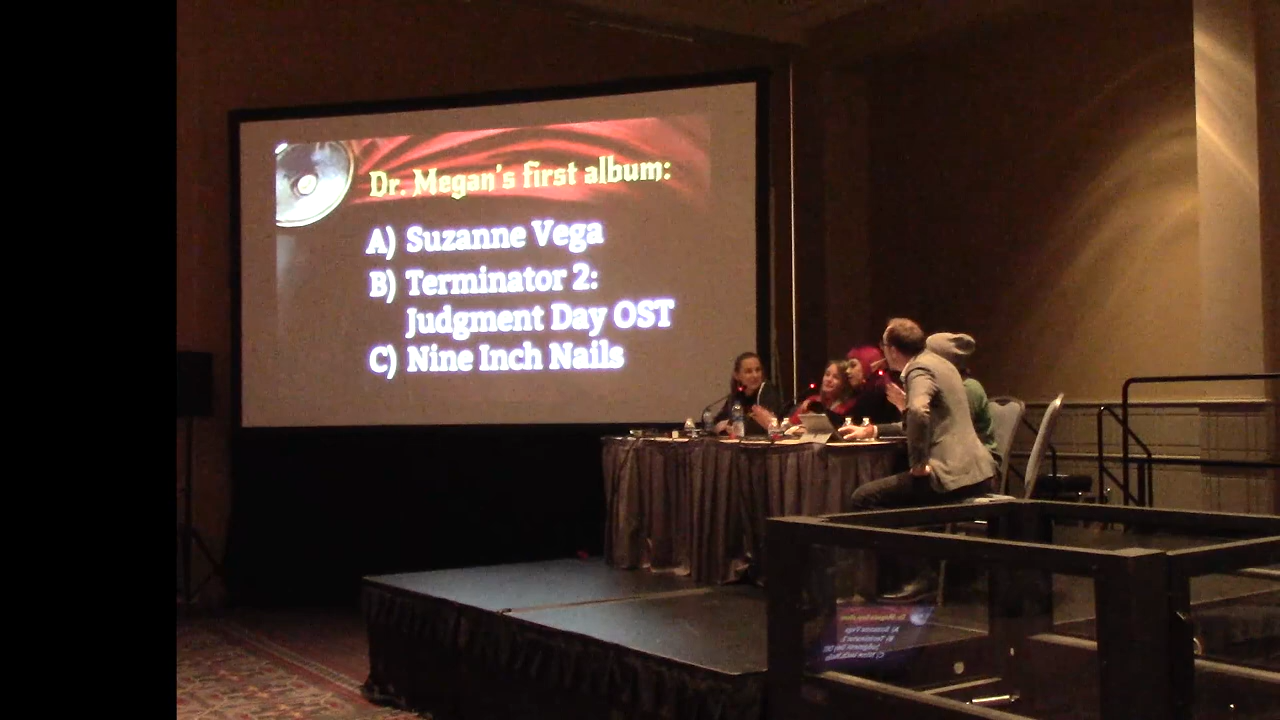 Dr. Megan's first album:
A) Suzanne Vega
B) Terminator 2:
Judgment Day OST
C) Nine Inch Nails